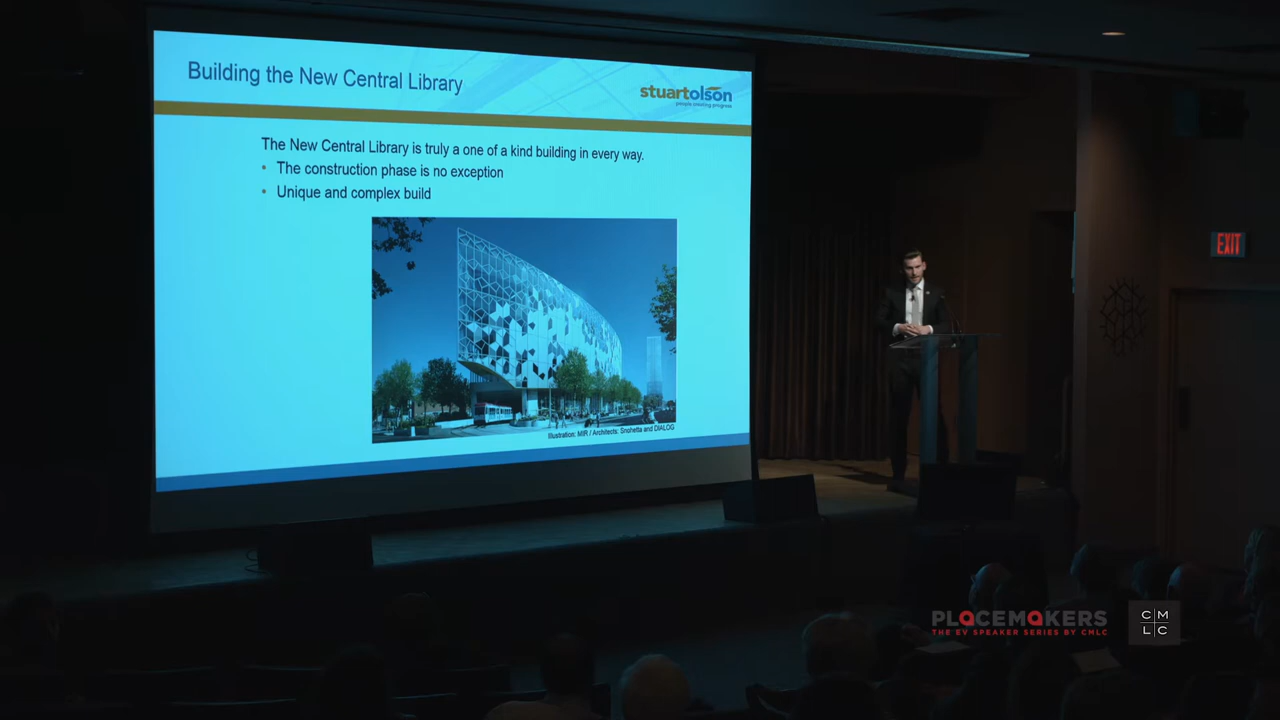 Building the New Central Library
stuartolson
people creating progress
The New Central Library is truly a one of a kind building in every way.
• The construction phase is no exception
• Unique and complex build
Illustration: MIR / Architects: Snohetta and DIALOG
EXIT
PLACEMAKERS
THE EV SPEAKER SERIES BY CMLC
CM
LC